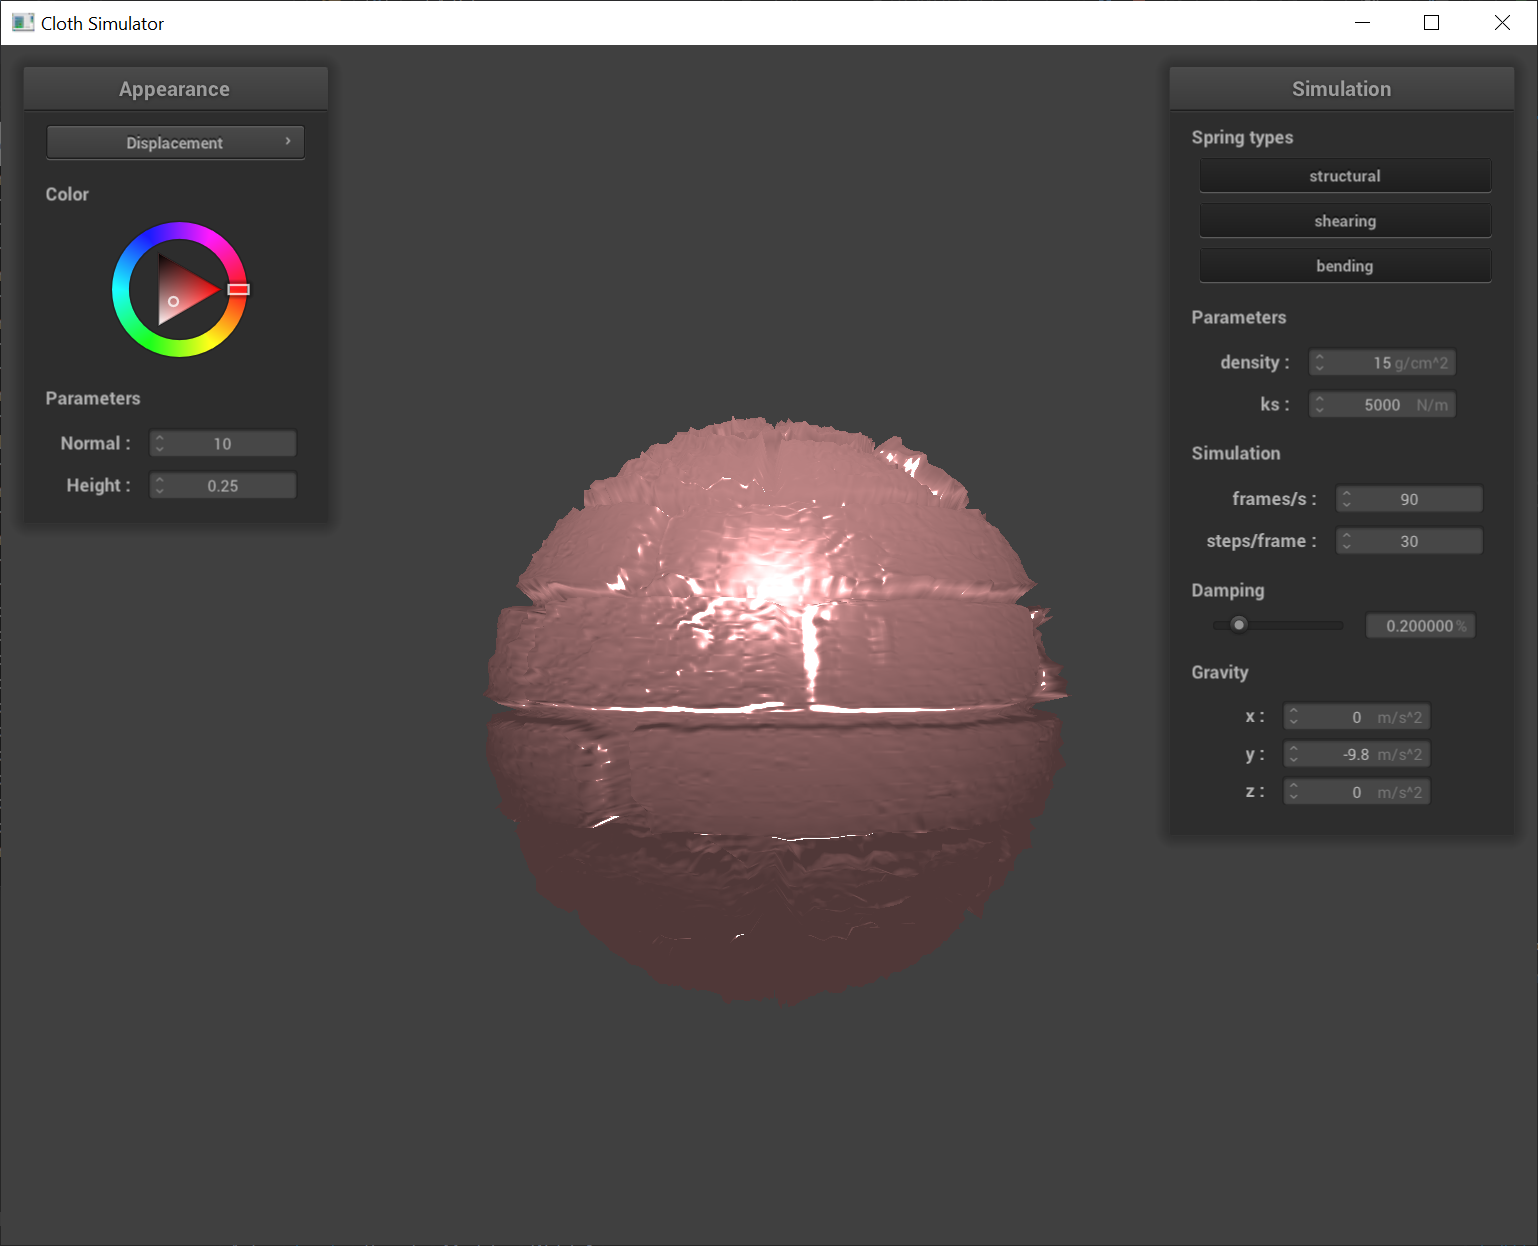 Cloth Simulator
Appearance
Displacement
Color
Parameters
Normal : 10
Height : 0.25
Simulation
Spring types
structural
shearing
bending
Parameters
density : 15 g/cm^2
ks : 5000 N/m
Simulation
frames/s : 90
steps/frame : 30
Damping
0.200000 %
Gravity
x : 0 m/s^2
y : -9.8 m/s^2
z : 0 m/s^2